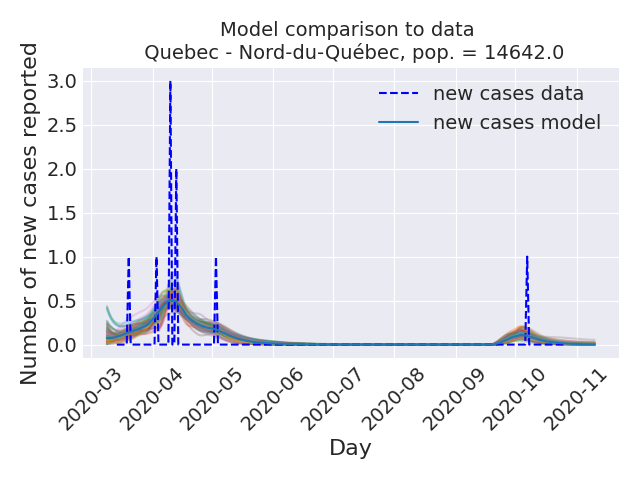 Model comparison to data
Quebec - Nord-du-Québec, pop. = 14642.0
Number of new cases reported
3.0
2.5
2.0
1.5
1.0
0.5
0.0
new cases data
new cases model
2020-03
2020-04
2020-05
2020-06
2020-07
2020-08
2020-09
2020-10
2020-11
Day